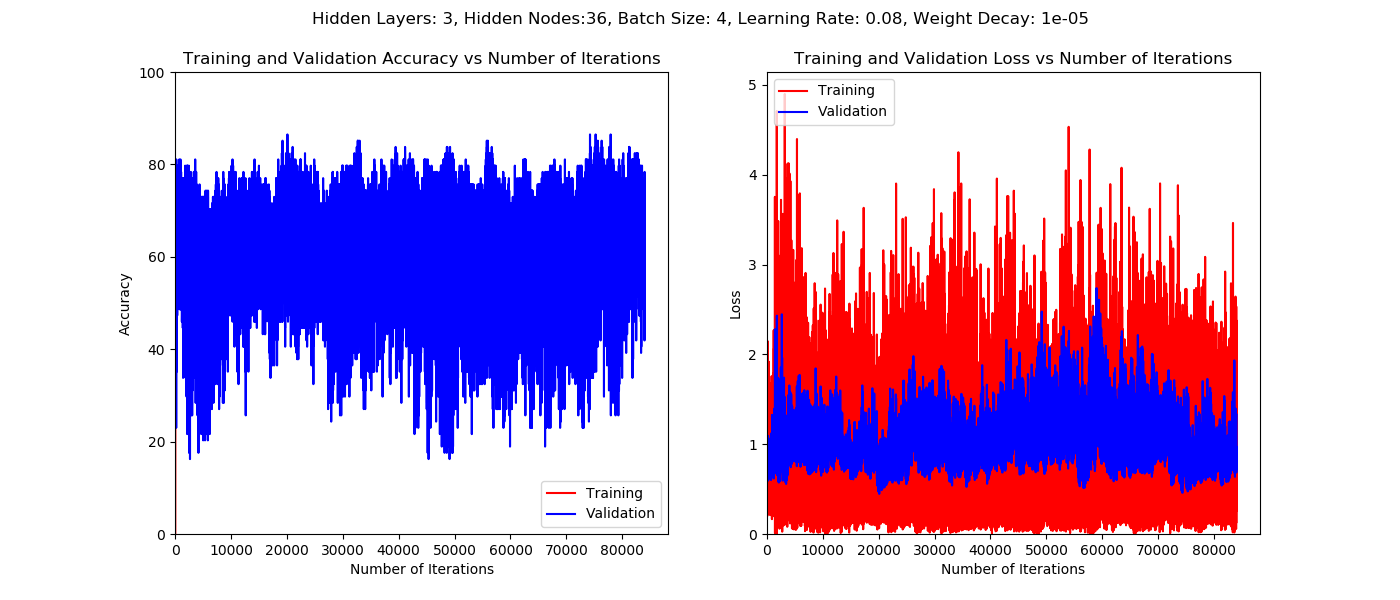 Hidden Layers: 3, Hidden Nodes:36, Batch Size: 4, Learning Rate: 0.08, Weight Decay: 1e-05
Training and Validation Accuracy vs Number of Iterations
100
80
60
40
20
0
Accuracy
Training
Validation
0 10000 20000 30000 40000 50000 60000 70000 80000
Number of Iterations
Training and Validation Loss vs Number of Iterations
Training
Validation
5
4
3
2
1
0
Loss
0 10000 20000 30000 40000 50000 60000 70000 80000
Number of Iterations